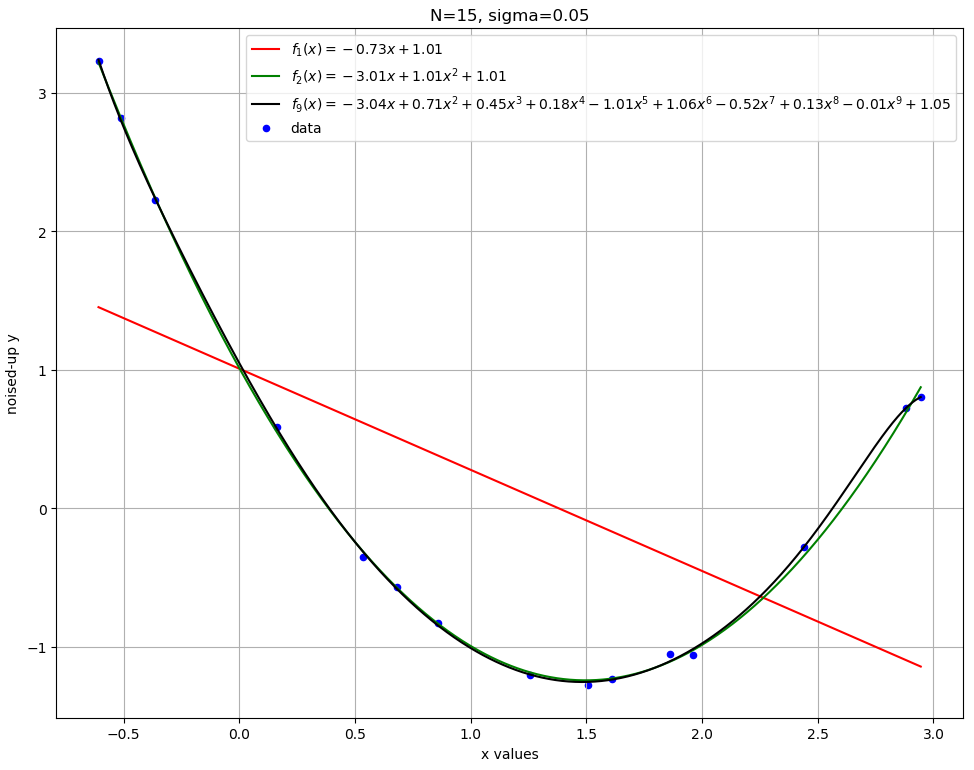 N=15, sigma=0.05
f₁(x) = −0.73x + 1.01
f₂(x) = −3.01x + 1.01x² + 1.01
f₉(x) = −3.04x + 0.71x² + 0.45x³ + 0.18x⁴ − 1.01x⁵ + 1.06x⁶ − 0.52x⁷ + 0.13x⁸ − 0.01x⁹ + 1.05
data
noised-up y
3
2
1
0
−1
−0.5
0.0
0.5
1.0
1.5
2.0
2.5
3.0
x values